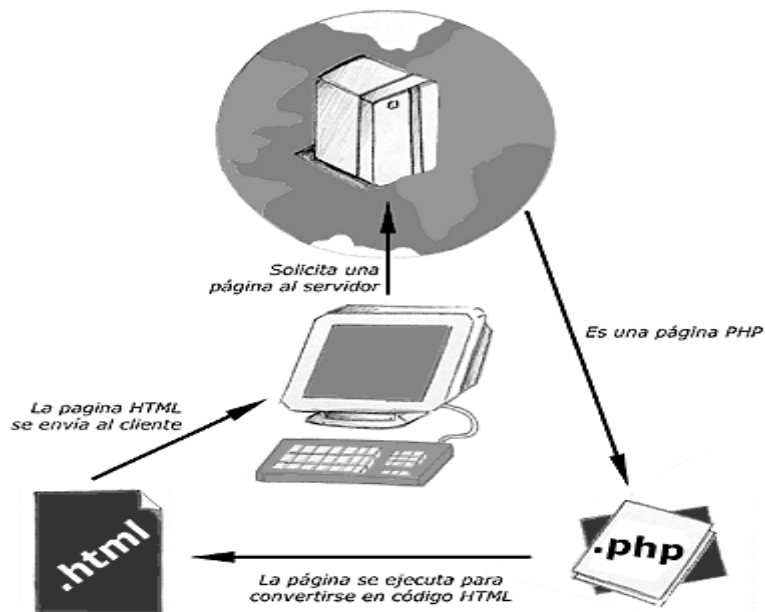 Solicita una
página al servidor
Es una página PHP
La pagina HTML
se envía al cliente
.html
.php
La página se ejecuta para
convertirse en código HTML